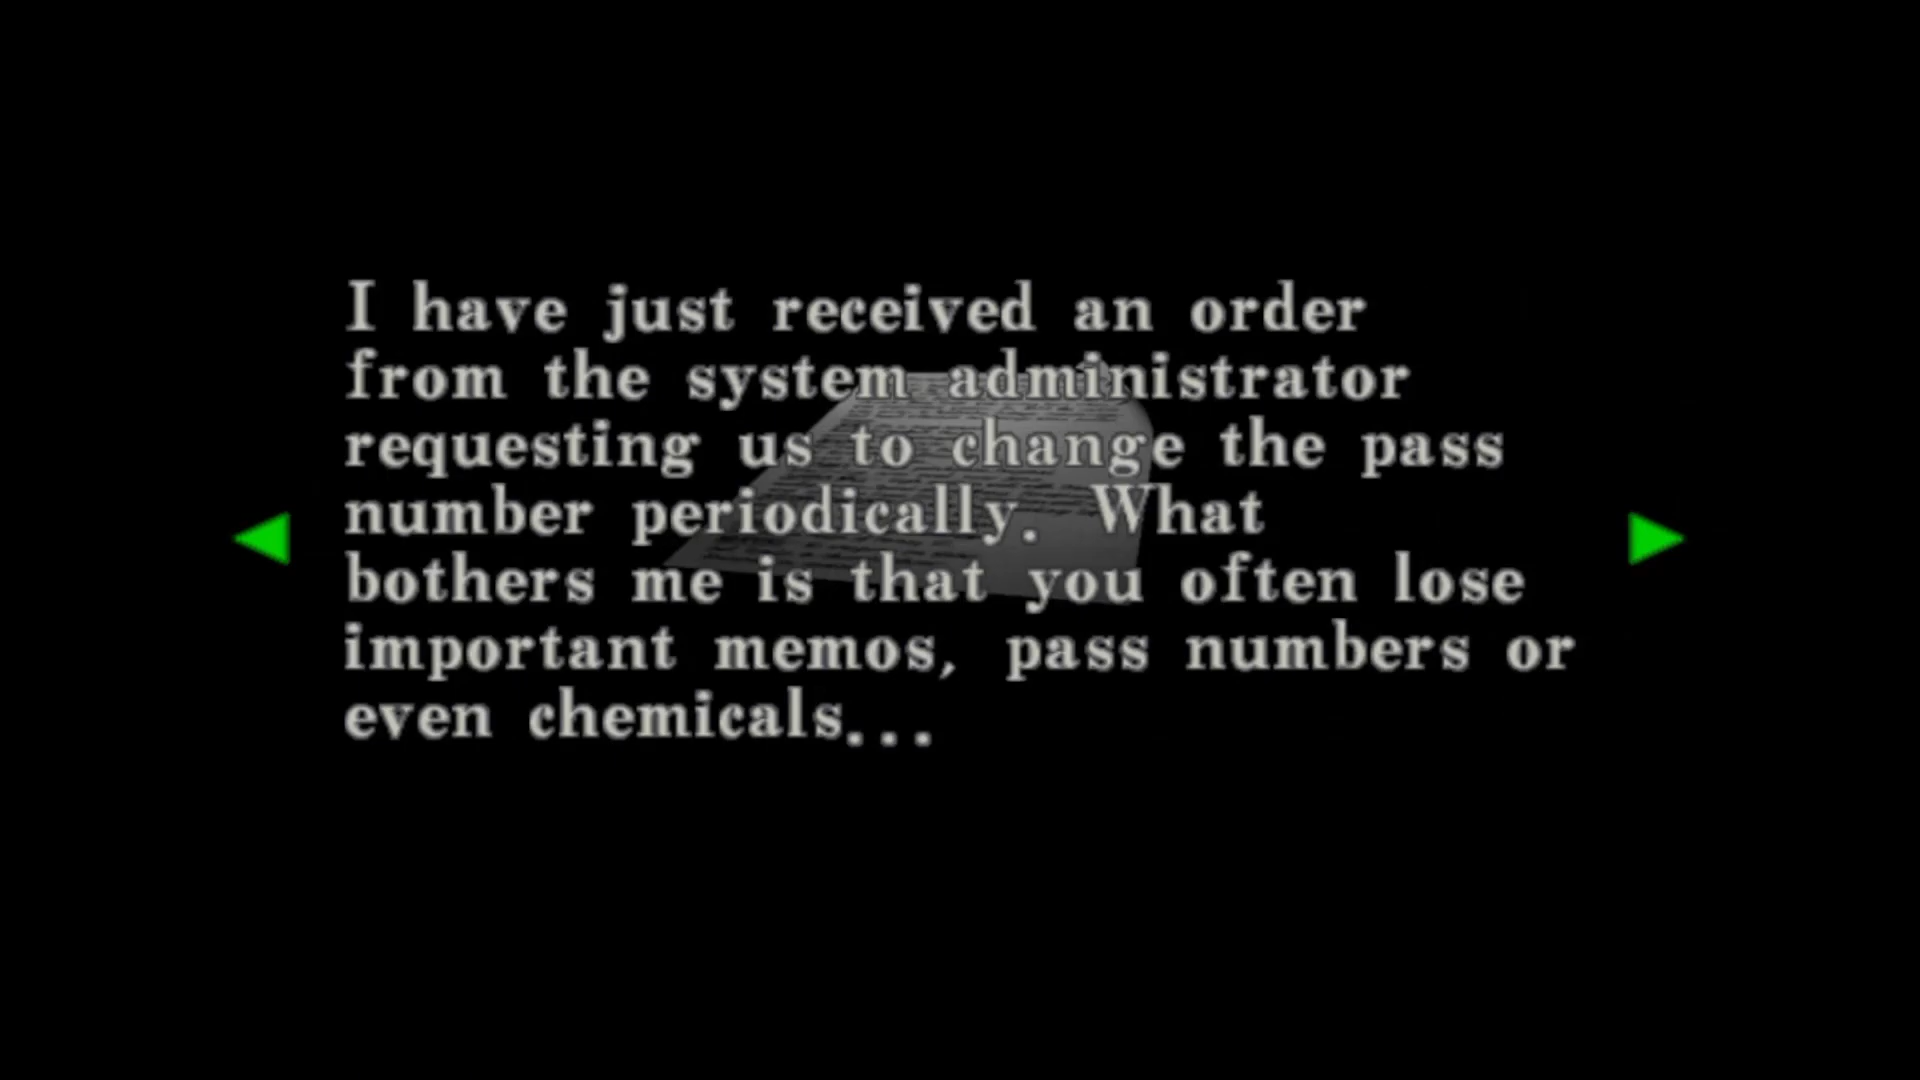 I have just received an order
from the system administrator
requesting us to change the pass
number periodically. What
bothers me is that you often lose
important memos, pass numbers or
even chemicals...